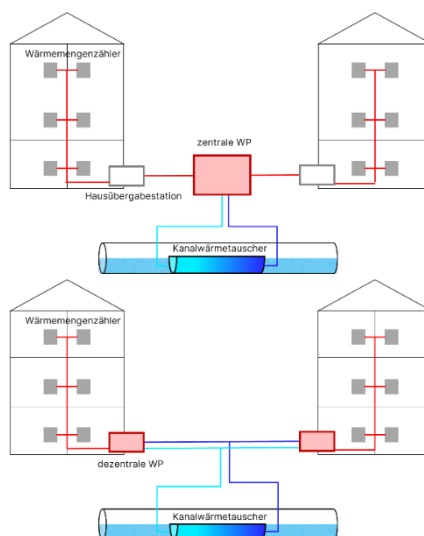 Wärmemengenzähler
zentrale WP
Hausübergabestation
Kanalwärmetauscher
Wärmemengenzähler
dezentrale WP
Kanalwärmetauscher